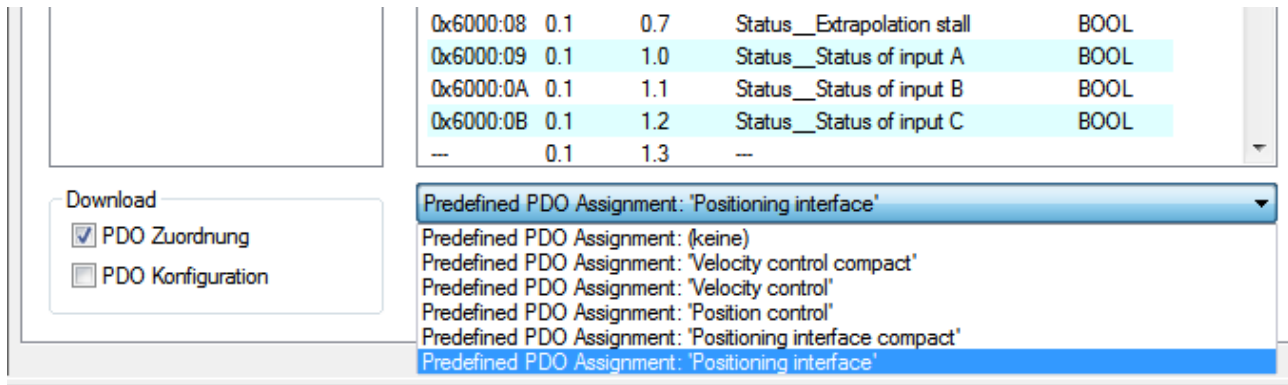 0x6000:08 0.1 0.7 Status__Extrapolation stall BOOL
0x6000:09 0.1 1.0 Status__Status of input A BOOL
0x6000:0A 0.1 1.1 Status__Status of input B BOOL
0x6000:0B 0.1 1.2 Status__Status of input C BOOL
--- 0.1 1.3 ---
Download
PDO Zuordnung
PDO Konfiguration
Predefined PDO Assignment: 'Positioning interface'
Predefined PDO Assignment: (keine)
Predefined PDO Assignment: 'Velocity control compact'
Predefined PDO Assignment: 'Velocity control'
Predefined PDO Assignment: 'Position control'
Predefined PDO Assignment: 'Positioning interface compact'
Predefined PDO Assignment: 'Positioning interface'